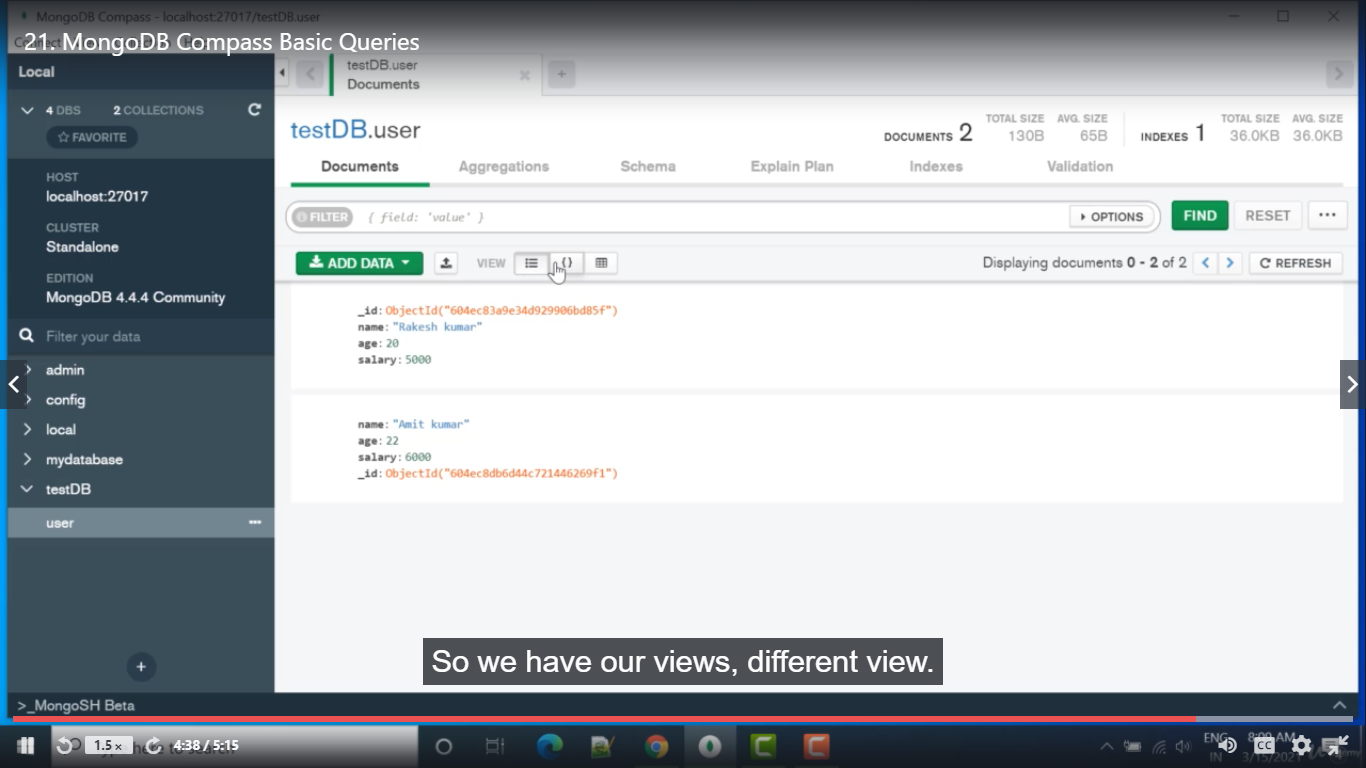 MongoDB Compass - localhost:27017/testDB.user
21. MongoDB Compass Basic Queries
Local
testDB.user
Documents
4 DBS 2 COLLECTIONS
FAVORITE
HOST
localhost:27017
CLUSTER
Standalone
EDITION
MongoDB 4.4.4 Community
Filter your data
admin
config
local
mydatabase
testDB
user
testDB.user
DOCUMENTS 2 TOTAL SIZE 130B AVG. SIZE 65B INDEXES 1 TOTAL SIZE 36.0KB AVG. SIZE 36.0KB
Documents Aggregations Schema Explain Plan Indexes Validation
FILTER { field: 'value' } OPTIONS FIND RESET ...
ADD DATA VIEW {} Displaying documents 0 - 2 of 2 < > REFRESH
_id: ObjectId("604ec83a9e34d929906bd85f")
name: "Rakesh kumar"
age: 20
salary: 5000
name: "Amit kumar"
age: 22
salary: 6000
_id: ObjectId("604ec8db6d44c721446269f1")
So we have our views, different view.
>_MongoSH Beta
1.5× 4:38 / 5:15
here to search
ENG
IN
CC